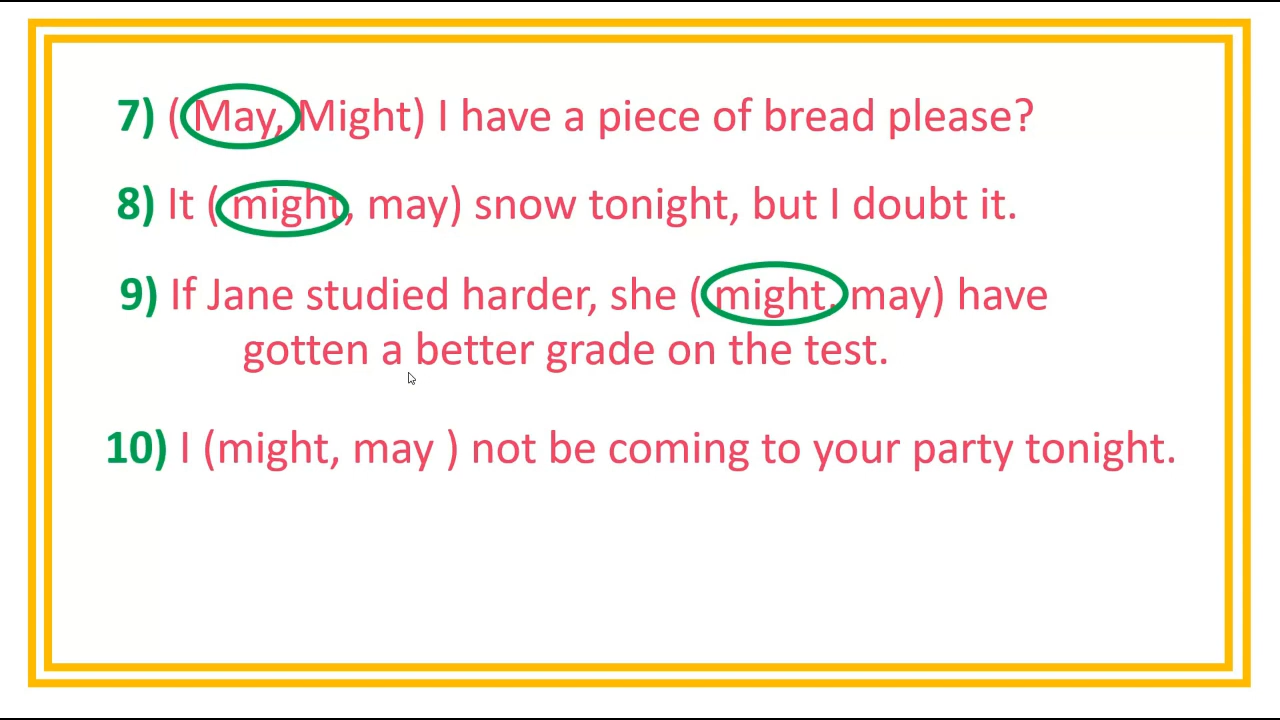 7) ( May, Might) I have a piece of bread please?
8) It ( might, may) snow tonight, but I doubt it.
9) If Jane studied harder, she ( might, may) have
gotten a better grade on the test.
10) I (might, may ) not be coming to your party tonight.